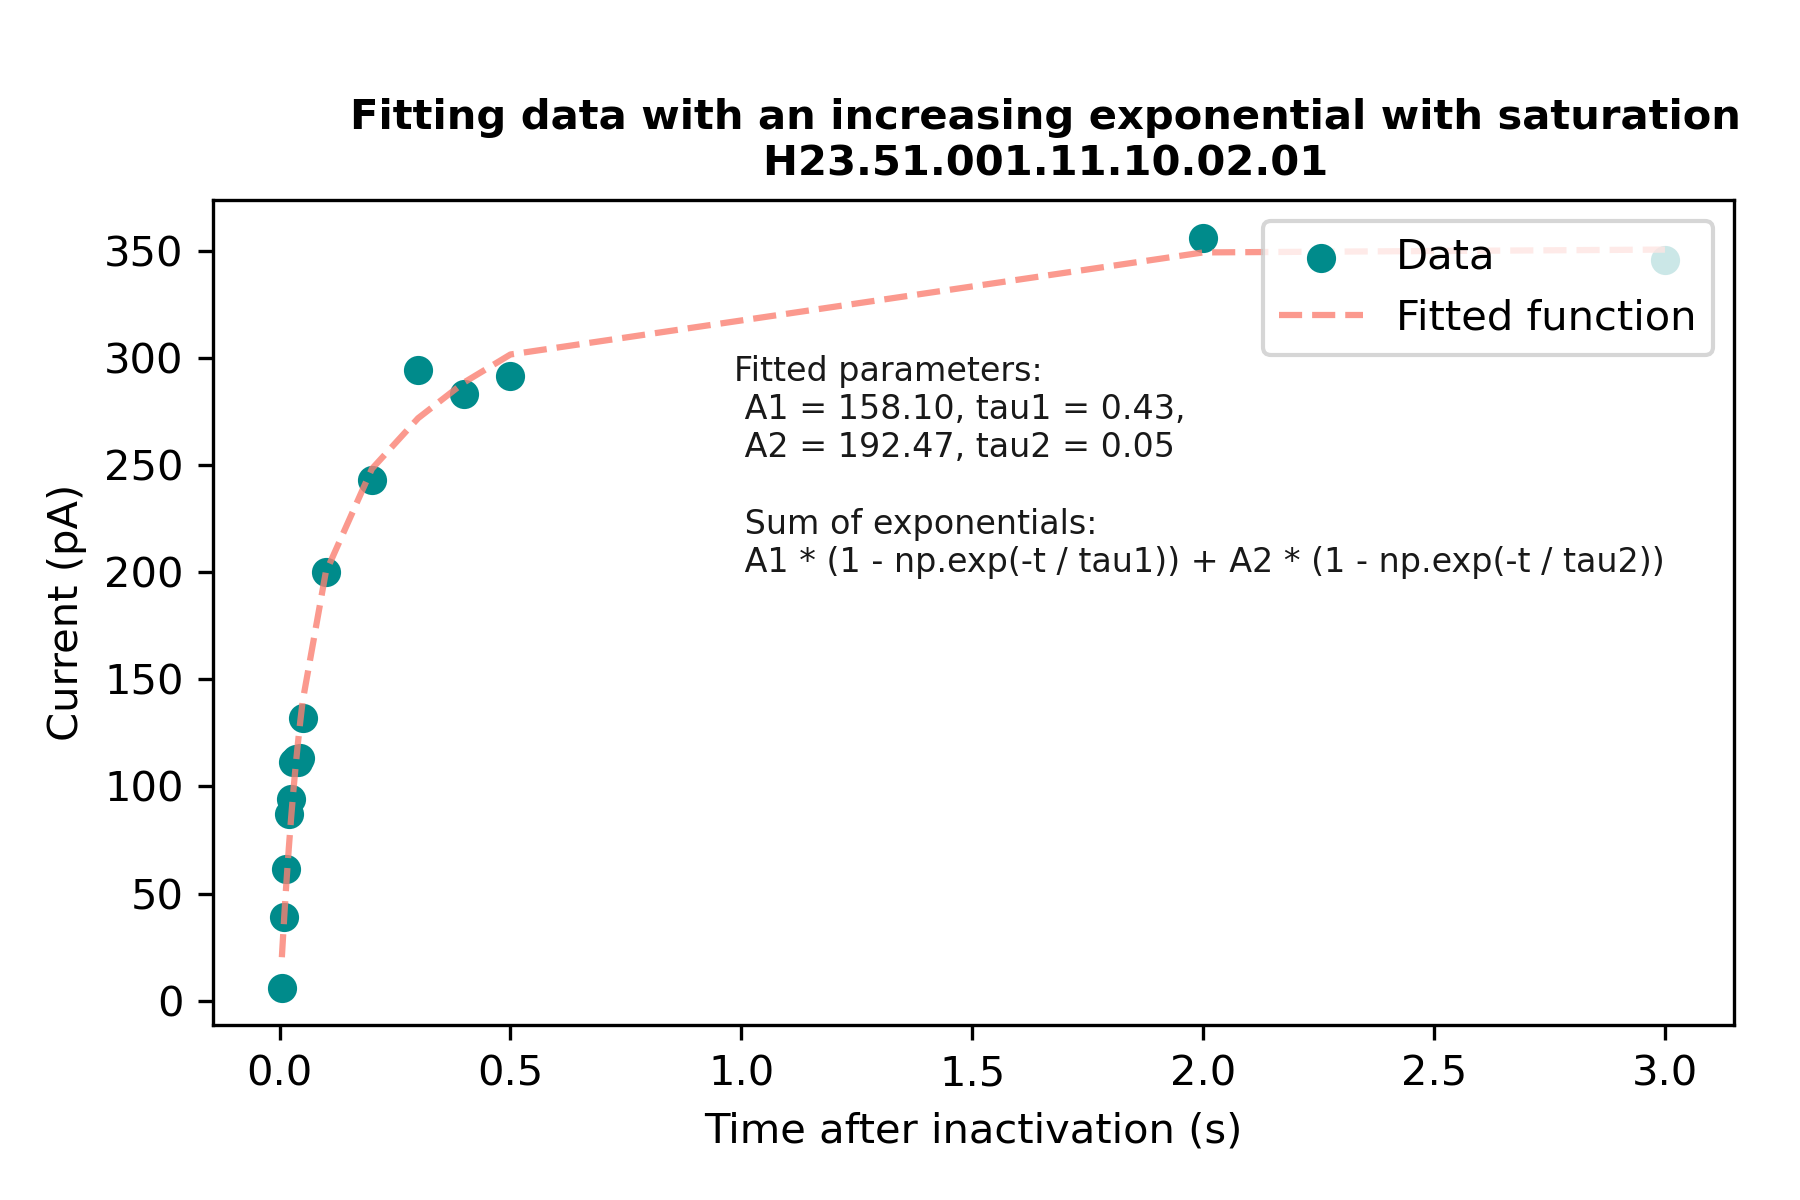 Fitting data with an increasing exponential with saturation
H23.51.001.11.10.02.01
350
300
250
200
150
100
50
0
Current (pA)
Data
Fitted function
Fitted parameters:
A1 = 158.10, tau1 = 0.43,
A2 = 192.47, tau2 = 0.05
Sum of exponentials:
A1 * (1 - np.exp(-t / tau1)) + A2 * (1 - np.exp(-t / tau2))
0.0 0.5 1.0 1.5 2.0 2.5 3.0
Time after inactivation (s)